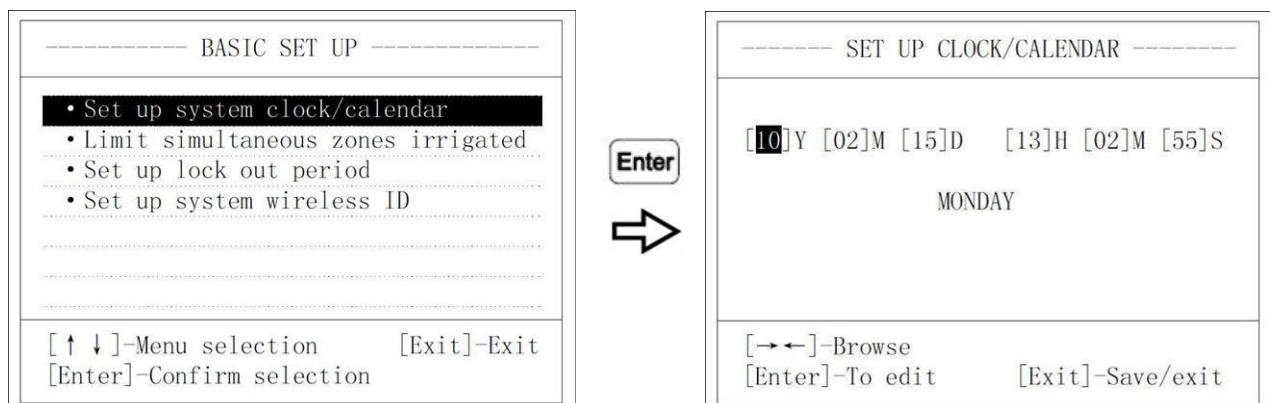 ----------- BASIC SET UP -------------
•Set up system clock/calendar
•Limit simultaneous zones irrigated
•Set up lock out period
•Set up system wireless ID
[↑ ↓]-Menu selection [Exit]-Exit
[Enter]-Confirm selection
Enter
------- SET UP CLOCK/CALENDAR -------
[10]Y [02]M [15]D [13]H [02]M [55]S
MONDAY
[→←]-Browse
[Enter]-To edit [Exit]-Save/exit